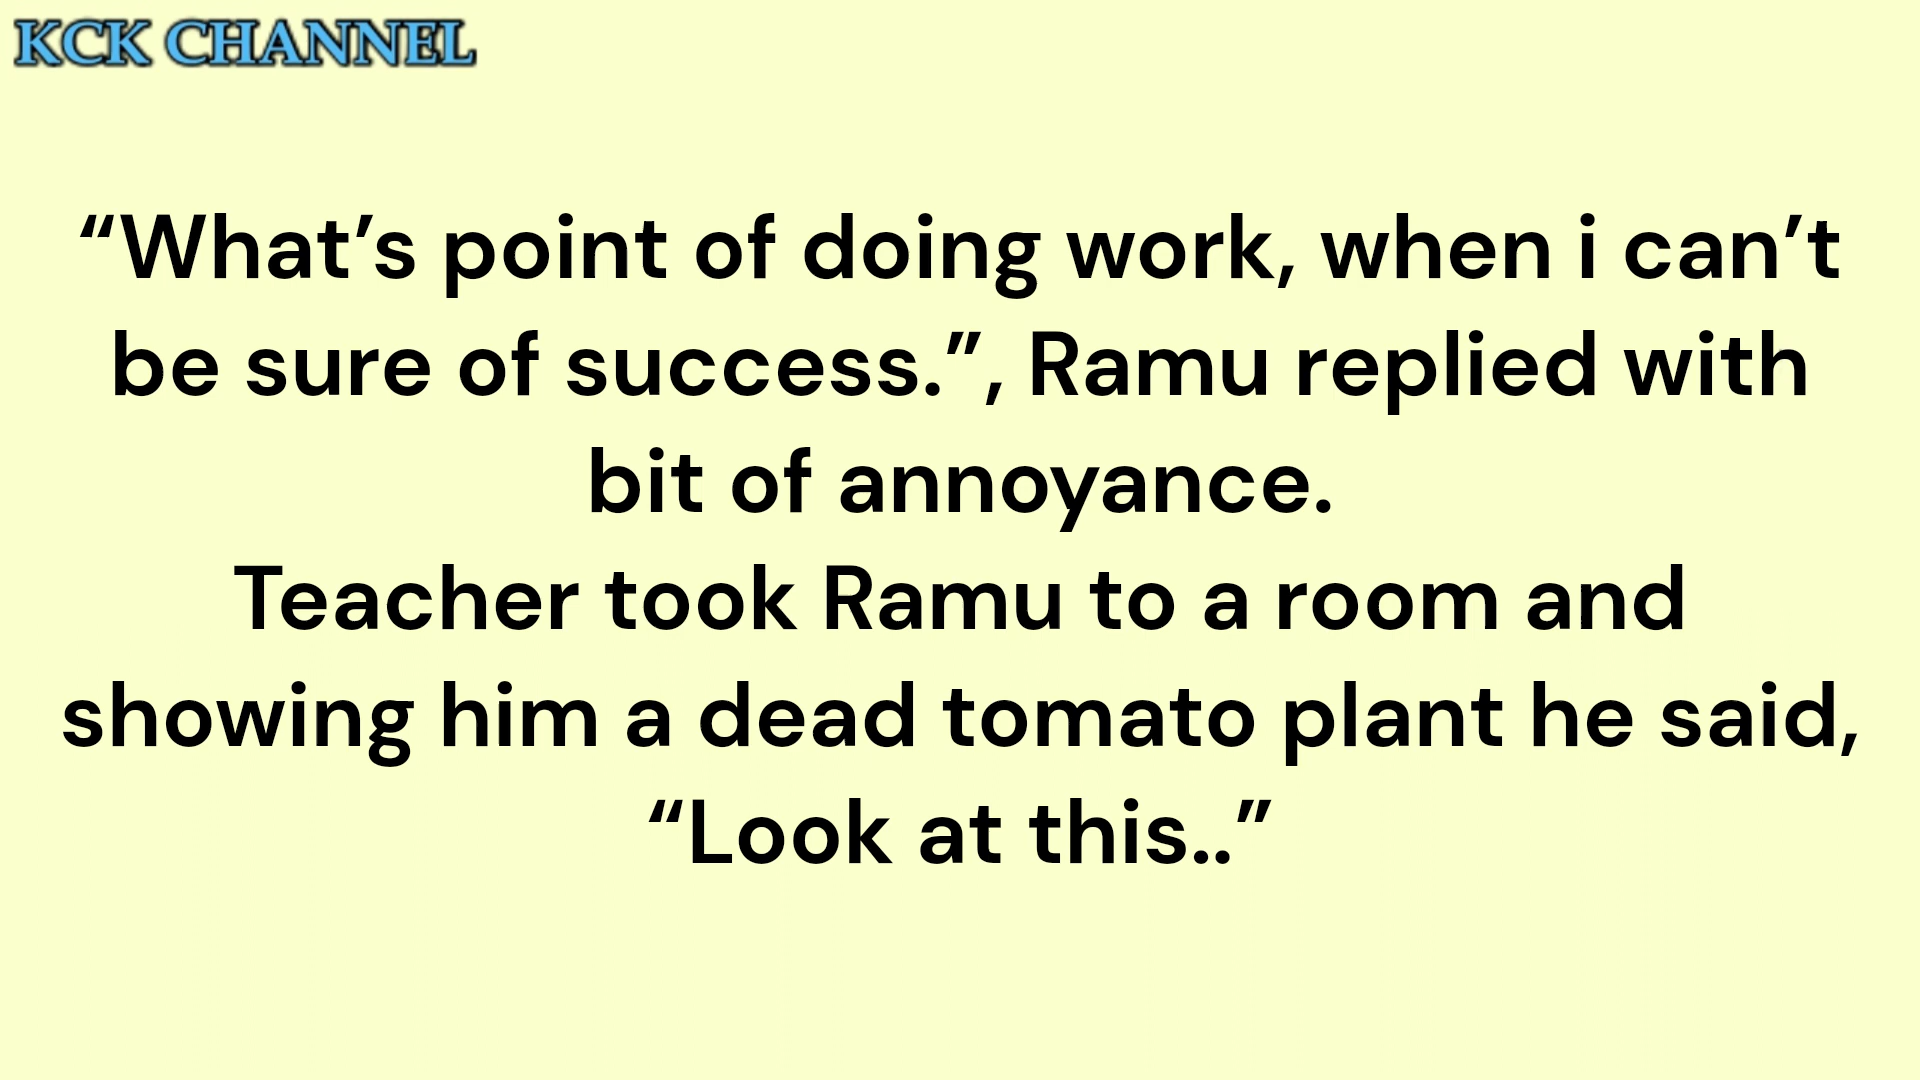 KCK CHANNEL
“What’s point of doing work, when i can’t
be sure of success.”, Ramu replied with
bit of annoyance.
Teacher took Ramu to a room and
showing him a dead tomato plant he said,
“Look at this..”